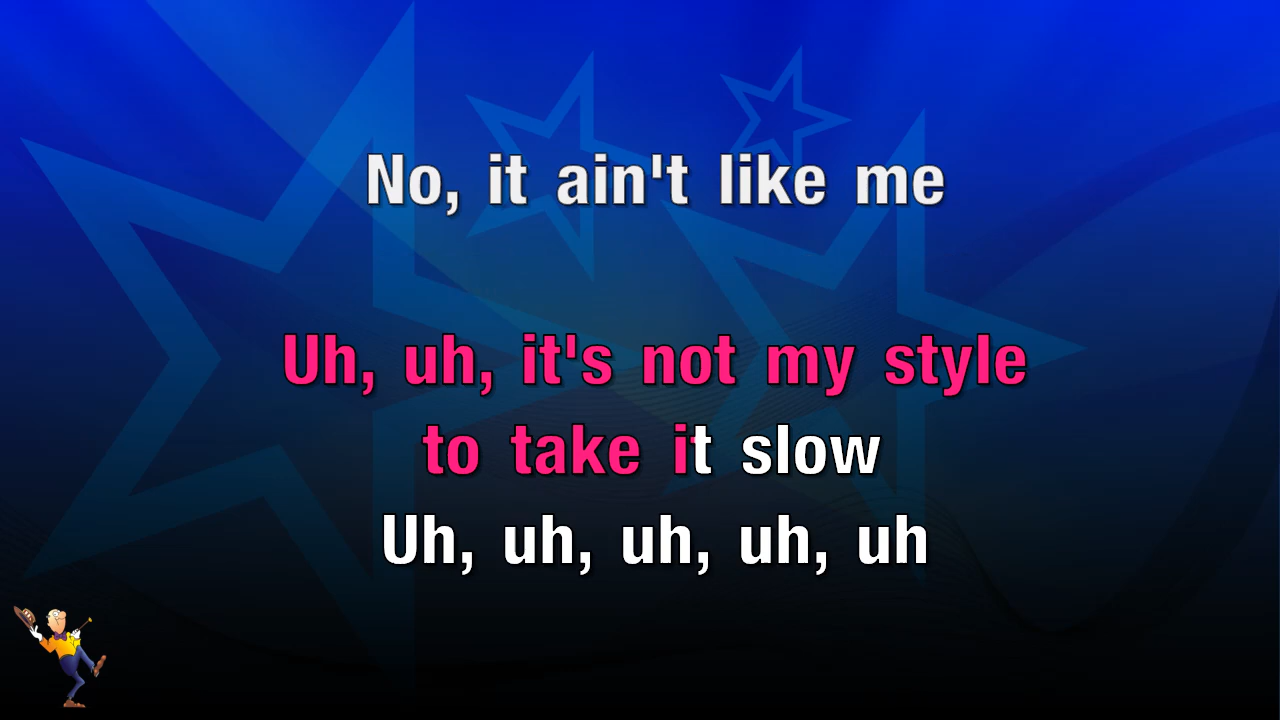 No, it ain't like me
Uh, uh, it's not my style
to take it slow
Uh, uh, uh, uh, uh